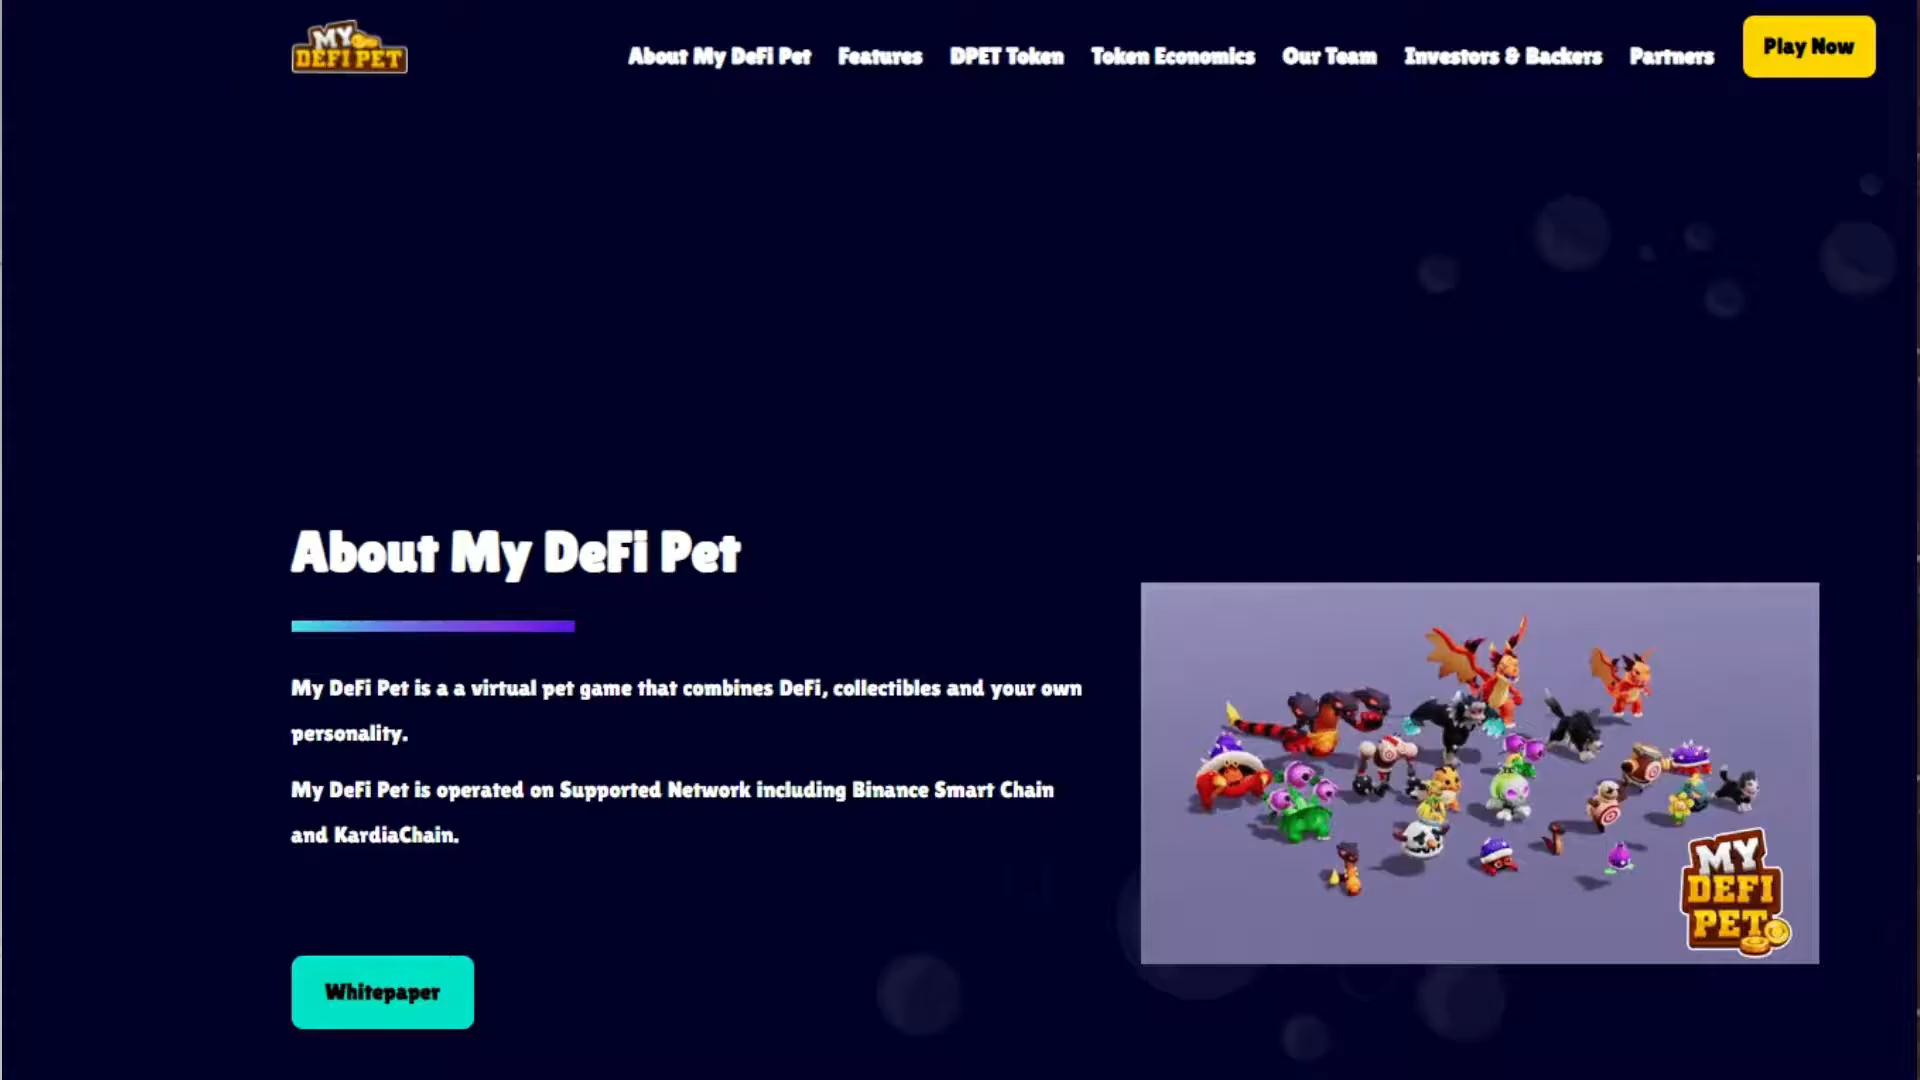 MY
DEFI PET
About My DeFi Pet
Features
DPET Token
Token Economics
Our Team
Investors & Backers
Partners
Play Now
About My DeFi Pet
My DeFi Pet is a a virtual pet game that combines DeFi, collectibles and your own
personality.
My DeFi Pet is operated on Supported Network including Binance Smart Chain
and KardiaChain.
MY
DEFI
PET
Whitepaper